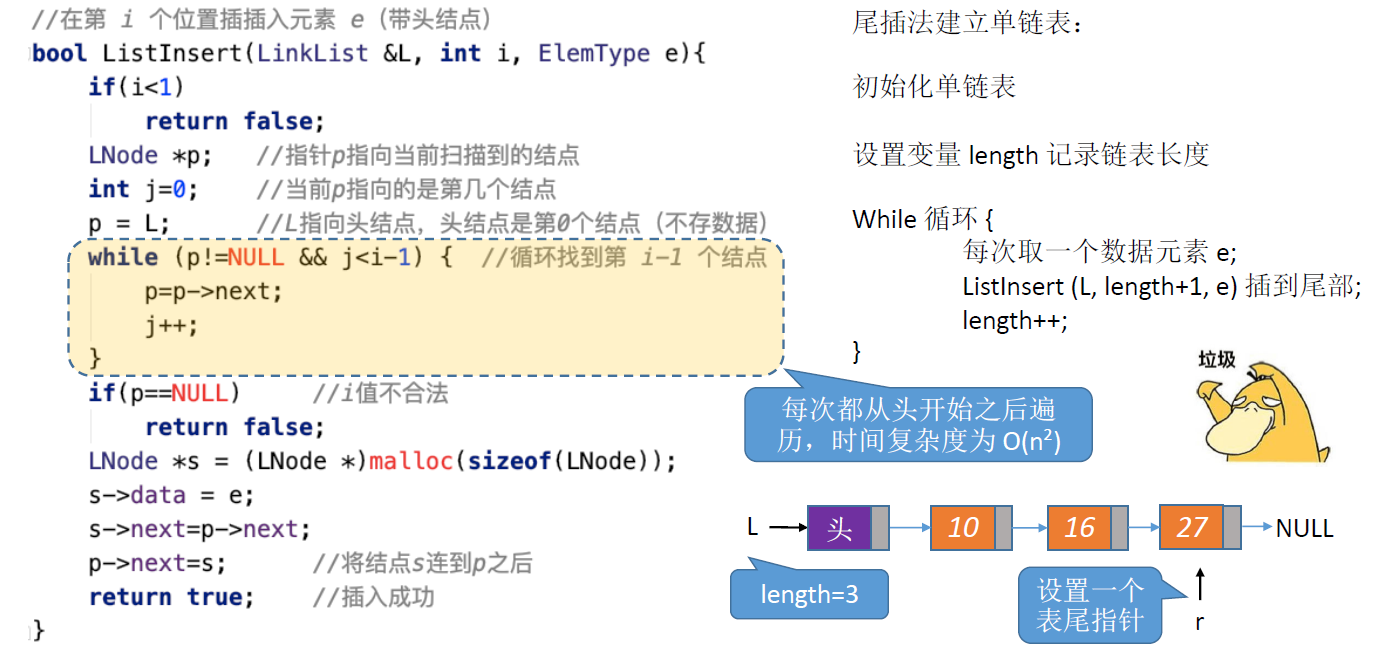 //在第 i 个位置插插入元素 e（带头结点）
bool ListInsert(LinkList &L, int i, ElemType e){
if(i<1)
return false;
LNode *p; //指针p指向当前扫描到的结点
int j=0; //当前p指向的是第几个结点
p = L; //L指向头结点，头结点是第0个结点（不存数据）
while (p!=NULL && j<i-1) { //循环找到第 i-1 个结点
p=p->next;
j++;
}
if(p==NULL) //i值不合法
return false;
LNode *s = (LNode *)malloc(sizeof(LNode));
s->data = e;
s->next=p->next;
p->next=s; //将结点s连到p之后
return true; //插入成功
}
尾插法建立单链表：
初始化单链表
设置变量 length 记录链表长度
While 循环 {
每次取一个数据元素 e;
ListInsert (L, length+1, e) 插到尾部;
length++;
}
垃圾
每次都从头开始之后遍
历，时间复杂度为 O(n²)
L 头 10 16 27 NULL
length=3
设置一个
表尾指针
r